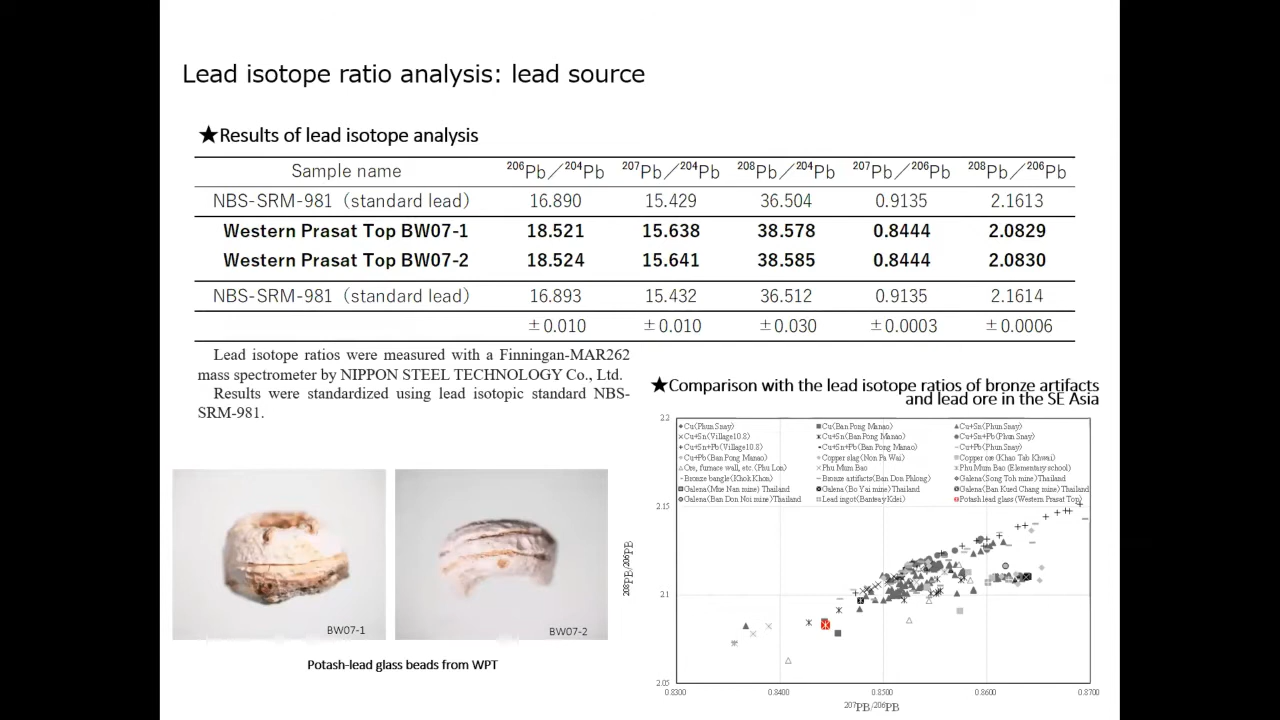 Lead isotope ratio analysis: lead source
★Results of lead isotope analysis
Sample name ²⁰⁶Pb／²⁰⁴Pb ²⁰⁷Pb／²⁰⁴Pb ²⁰⁸Pb／²⁰⁴Pb ²⁰⁷Pb／²⁰⁶Pb ²⁰⁸Pb／²⁰⁶Pb
NBS-SRM-981（standard lead） 16.890 15.429 36.504 0.9135 2.1613
Western Prasat Top BW07-1 18.521 15.638 38.578 0.8444 2.0829
Western Prasat Top BW07-2 18.524 15.641 38.585 0.8444 2.0830
NBS-SRM-981（standard lead） 16.893 15.432 36.512 0.9135 2.1614
±0.010 ±0.010 ±0.030 ±0.0003 ±0.0006
Lead isotope ratios were measured with a Finningan-MAR262
mass spectrometer by NIPPON STEEL TECHNOLOGY Co., Ltd.
Results were standardized using lead isotopic standard NBS-
SRM-981.
★Comparison with the lead isotope ratios of bronze artifacts
and lead ore in the SE Asia
Cu(Phun Snay) Cu(Ban Pong Manao) Cu+Sn(Phun Snay)
Cu+Sn(Village10.8) Cu+Sn(Ban Pong Manao) Cu+Sn+Pb(Phun Snay)
Cu+Sn+Pb(Village10.8) Cu+Sn+Pb(Ban Pong Manao) Cu+Pb(Phun Snay)
Cu+Pb(Ban Pong Manao) Copper slag(Non Pa Wai) Copper ore(Khao Tab Khwai)
Ore, furnace wall, etc.(Phu Lon) Phu Mum Bao Phu Mum Bao(Elementary school)
Bronze bangle(Khok Khon) Bronze artifacts(Ban Don Phlong) Galena(Song Toh mine)Thailand
Galena(Mae Nan mine) Thailand Galena(Bo Yai mine)Thailand Galena(Ban Kued Chang mine)Thailand
Galena(Ban Don Noi mine)Thailand Lead ingot(Banteay Kdei) Potash lead glass(Western Prasat Top)
2.2
2.15
2.1
2.05
²⁰⁸PB/²⁰⁶PB
0.8300 0.8400 0.8500 0.8600 0.8700
²⁰⁷PB/²⁰⁶PB
BW07-1
BW07-2
Potash-lead glass beads from WPT